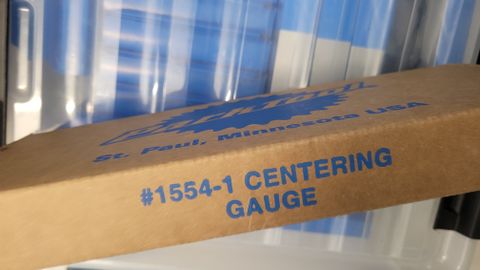 St. Paul, Minnesota USA
#1554-1 CENTERING
GAUGE